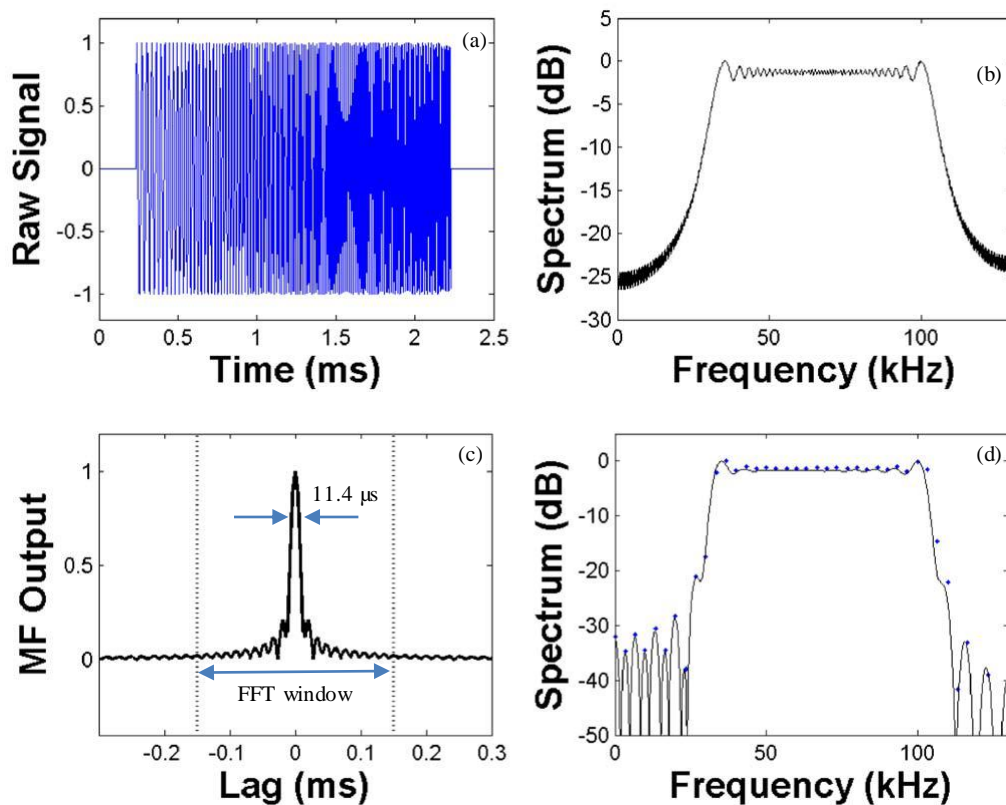 (a)
Raw Signal
1
0.5
0
-0.5
-1
0
0.5
1
1.5
2
2.5
Time (ms)
(b)
Spectrum (dB)
5
0
-5
-10
-15
-20
-25
-30
0
50
100
Frequency (kHz)
(c)
MF Output
1
0.5
0
11.4 µs
FFT window
-0.2
-0.1
0
0.1
0.2
0.3
Lag (ms)
(d)
Spectrum (dB)
0
-10
-20
-30
-40
-50
0
50
100
Frequency (kHz)